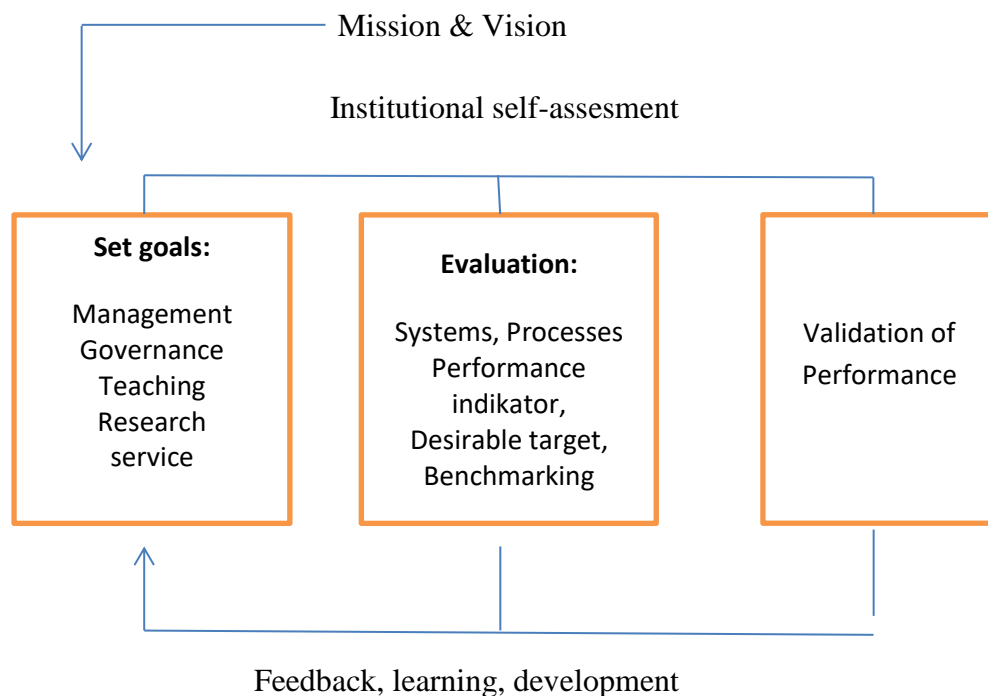 Mission & Vision
Institutional self-assesment
Set goals:
Management
Governance
Teaching
Research
service
Evaluation:
Systems, Processes
Performance
indikator,
Desirable target,
Benchmarking
Validation of
Performance
Feedback, learning, development